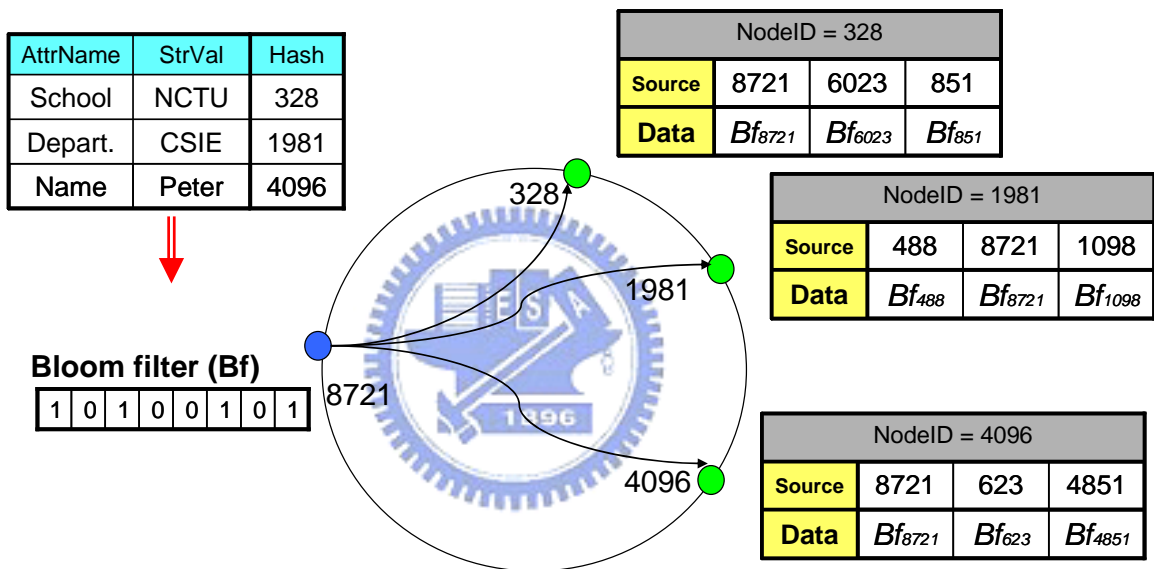 AttrName StrVal Hash
School NCTU 328
Depart. CSIE 1981
Name Peter 4096
NodeID = 328
Source 8721 6023 851
Data Bf8721 Bf6023 Bf851
NodeID = 1981
Source 488 8721 1098
Data Bf488 Bf8721 Bf1098
328
1981
E S A
1896
8721
4096
Bloom filter (Bf)
1 0 1 0 0 1 0 1
NodeID = 4096
Source 8721 623 4851
Data Bf8721 Bf623 Bf4851